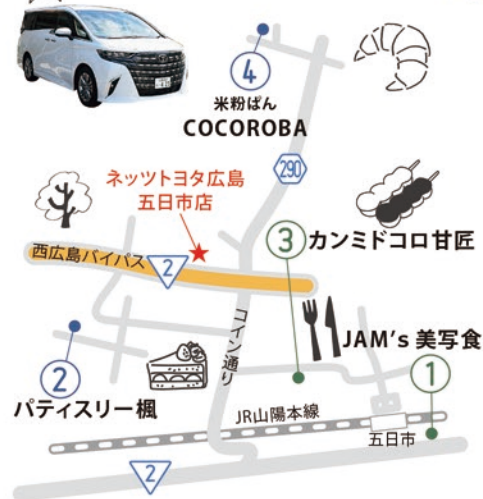 4
米粉ぱん
COCOROBA
290
ネッツトヨタ広島
五日市店
3 カンミドコロ甘匠
西広島バイパス
2
コイン通り
JAM's 美写食
1
2
パティスリー楓
JR山陽本線
五日市
2